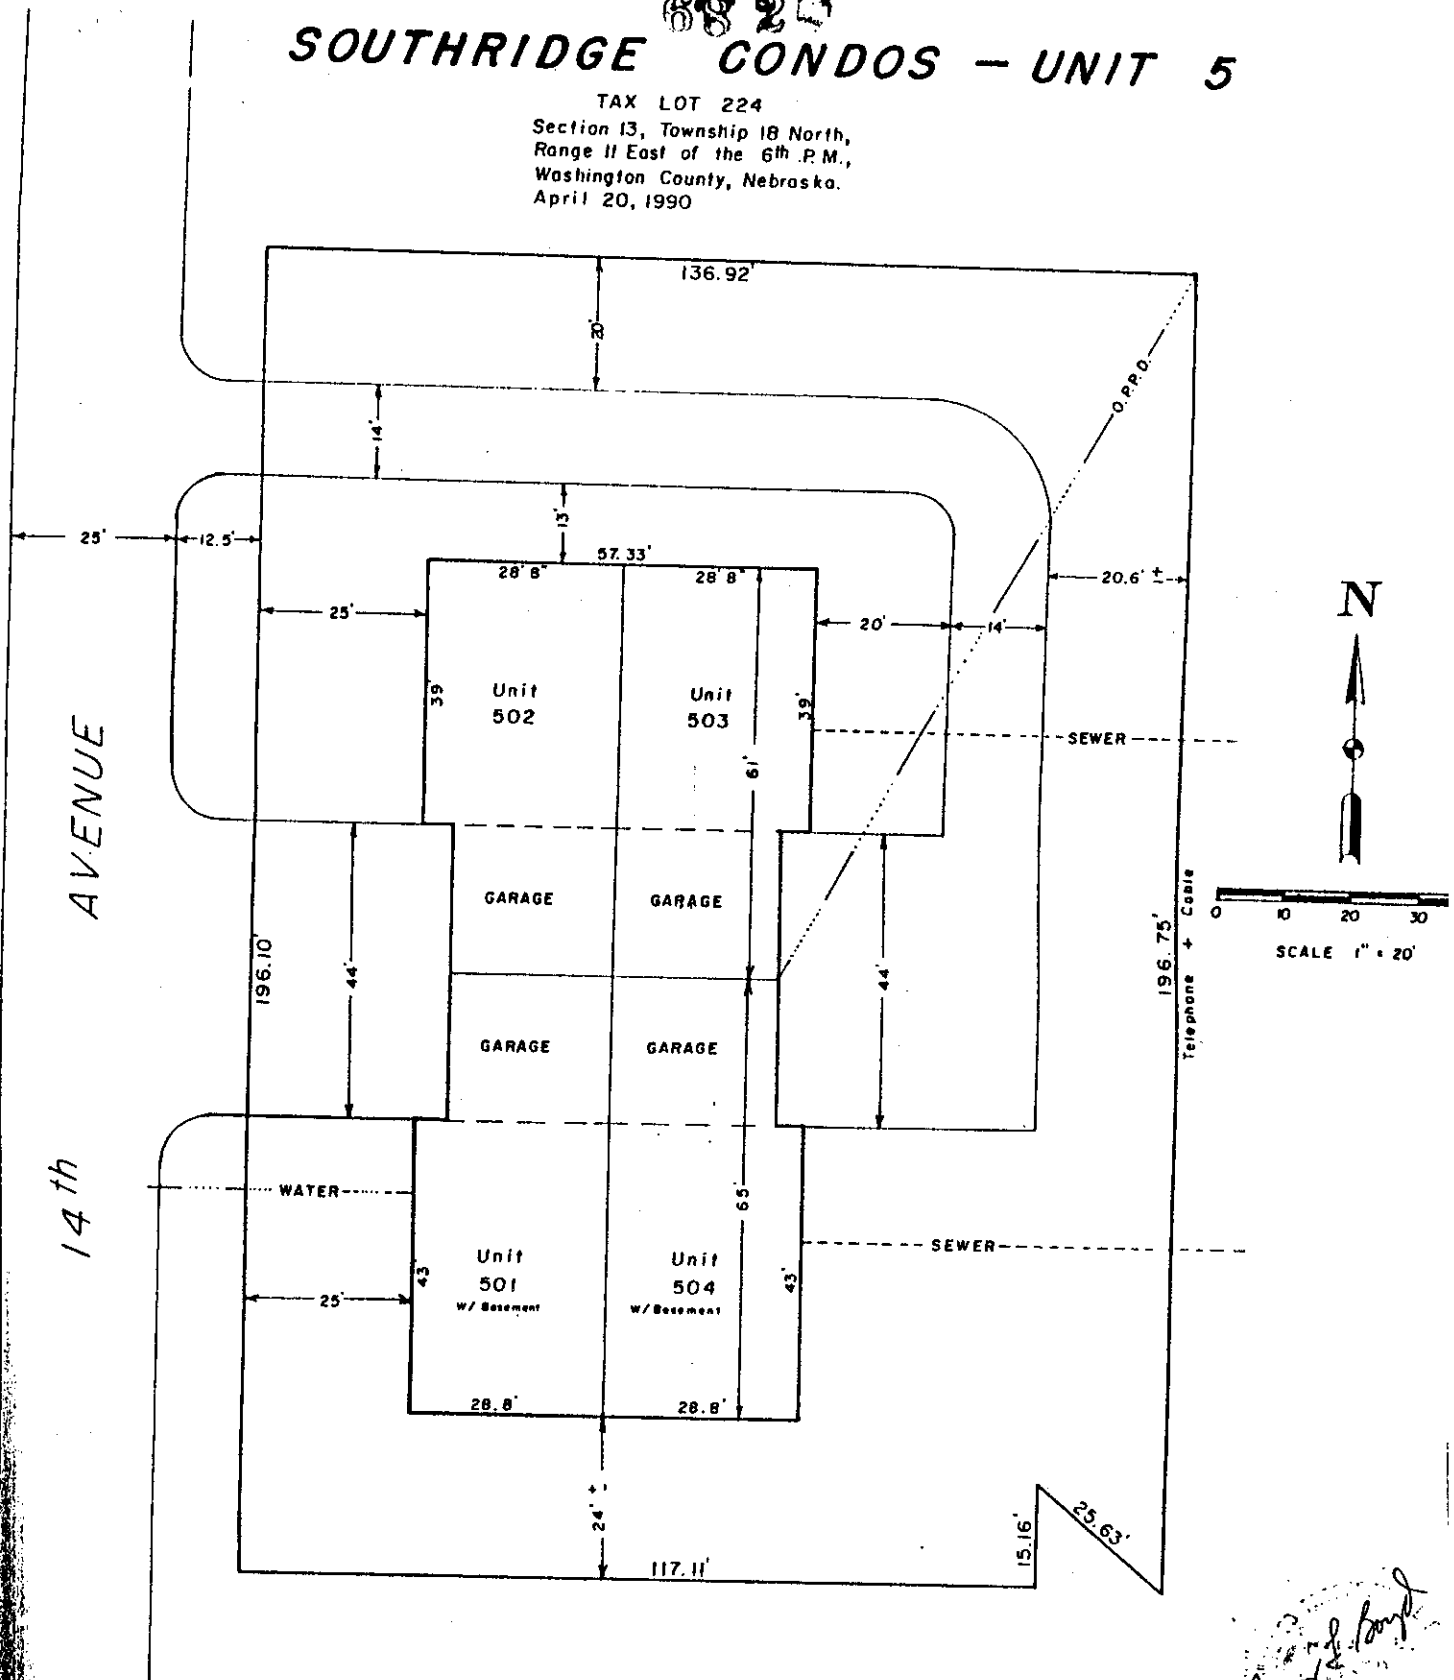 SOUTHRIDGE CONDOS – UNIT 5
TAX LOT 224
Section 13, Township 18 North,
Range 11 East of the 6th P.M.,
Washington County, Nebraska.
April 20, 1990
136.92'
20'
O.P.P.D.
14'
13'
25'
12.5'
57.33'
28' 8"
28' 8"
20.6' ±
25'
20'
14'
N
39'
Unit
502
Unit
503
39'
SEWER
61'
14th AVENUE
GARAGE
GARAGE
0 10 20 30
SCALE 1" = 20'
196.10'
44'
44'
196.75'
Telephone + Cable
GARAGE
GARAGE
WATER
65'
SEWER
43'
Unit
501
W/ Basement
Unit
504
W/ Basement
43'
25'
28.8'
28.8'
24' ±
15.16'
25.63'
117.11'
Boyd